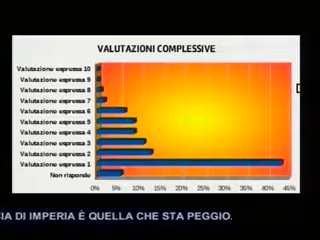 VALUTAZIONI COMPLESSIVE
Valutazione espressa 10
Valutazione espressa 9
Valutazione espressa 8
Valutazione espressa 7
Valutazione espressa 6
Valutazione espressa 5
Valutazione espressa 4
Valutazione espressa 3
Valutazione espressa 2
Valutazione espressa 1
Non risponde
0% 5% 10% 15% 20% 25% 30% 35% 40% 45%
CIA DI IMPERIA È QUELLA CHE STA PEGGIO.